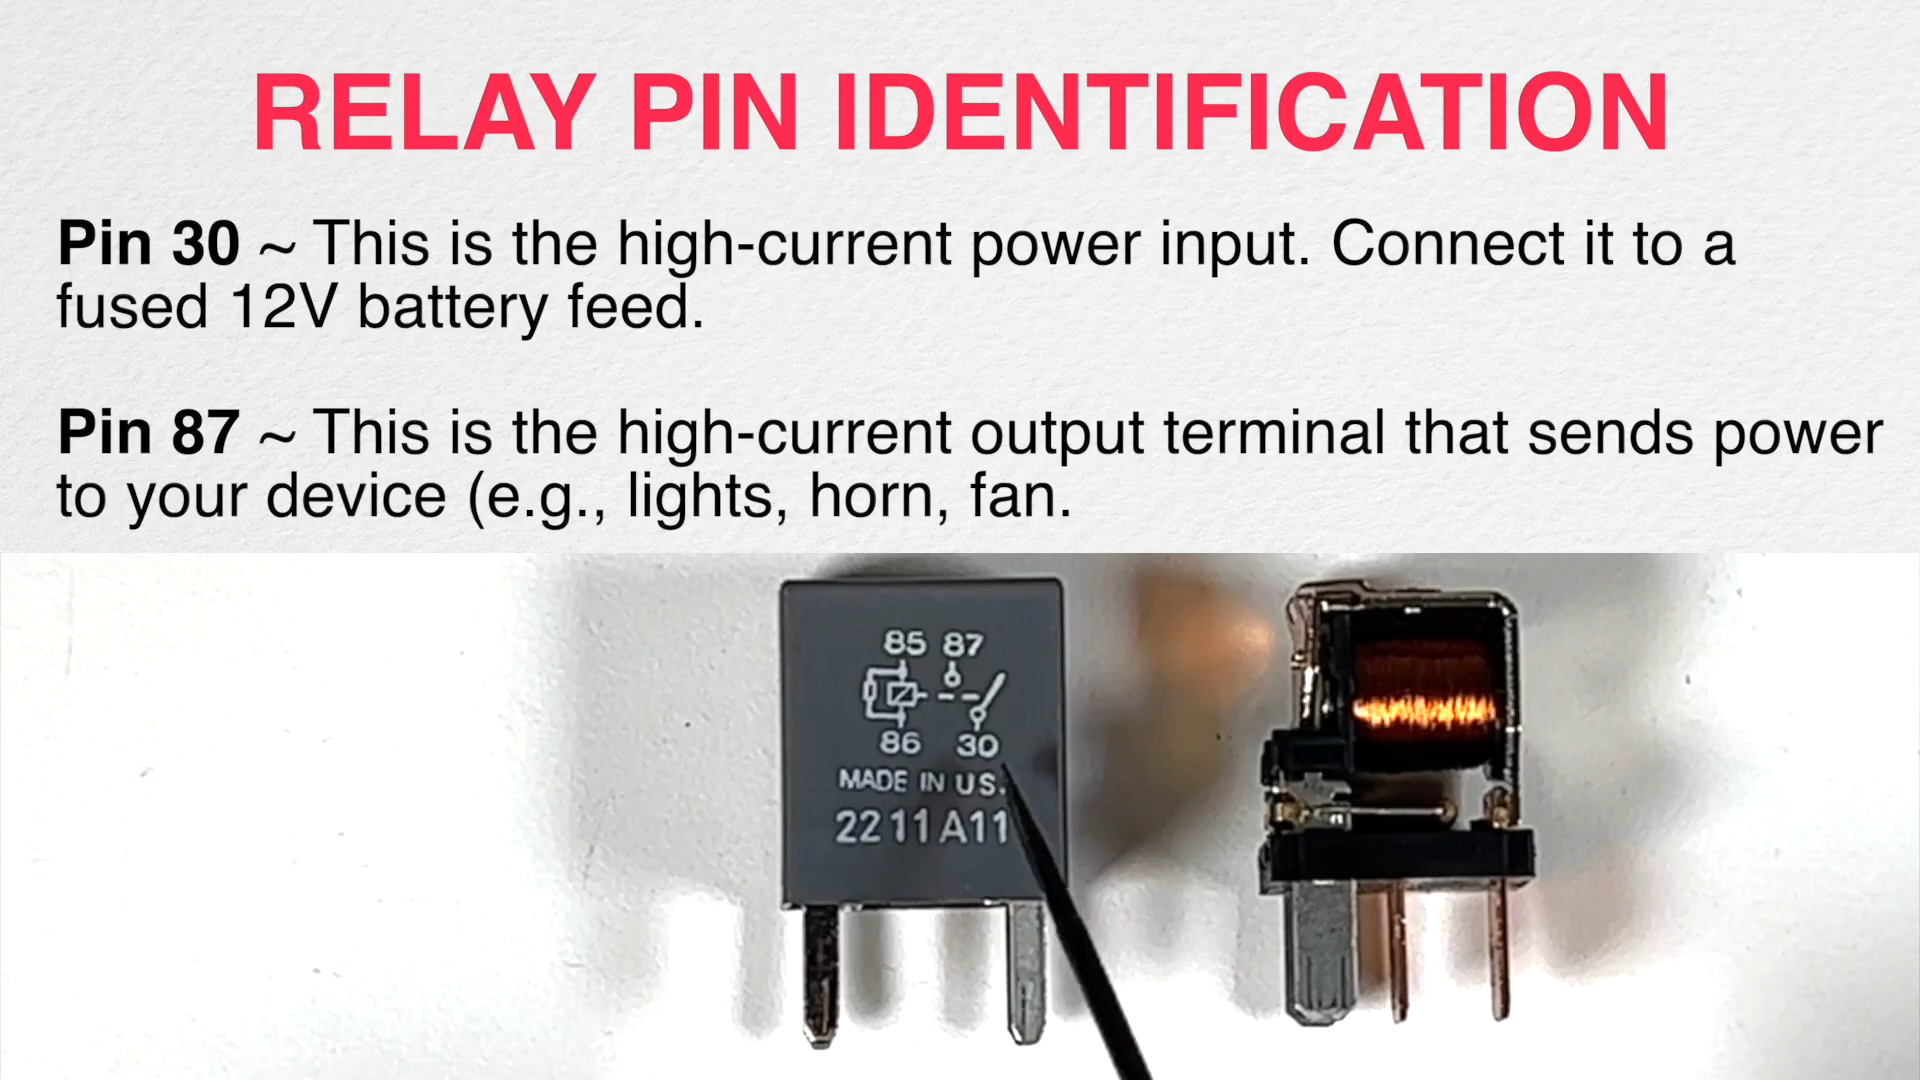 RELAY PIN IDENTIFICATION
Pin 30 ~ This is the high-current power input. Connect it to a
fused 12V battery feed.
Pin 87 ~ This is the high-current output terminal that sends power
to your device (e.g., lights, horn, fan.
85 87
86 30
MADE IN US.
2211A11